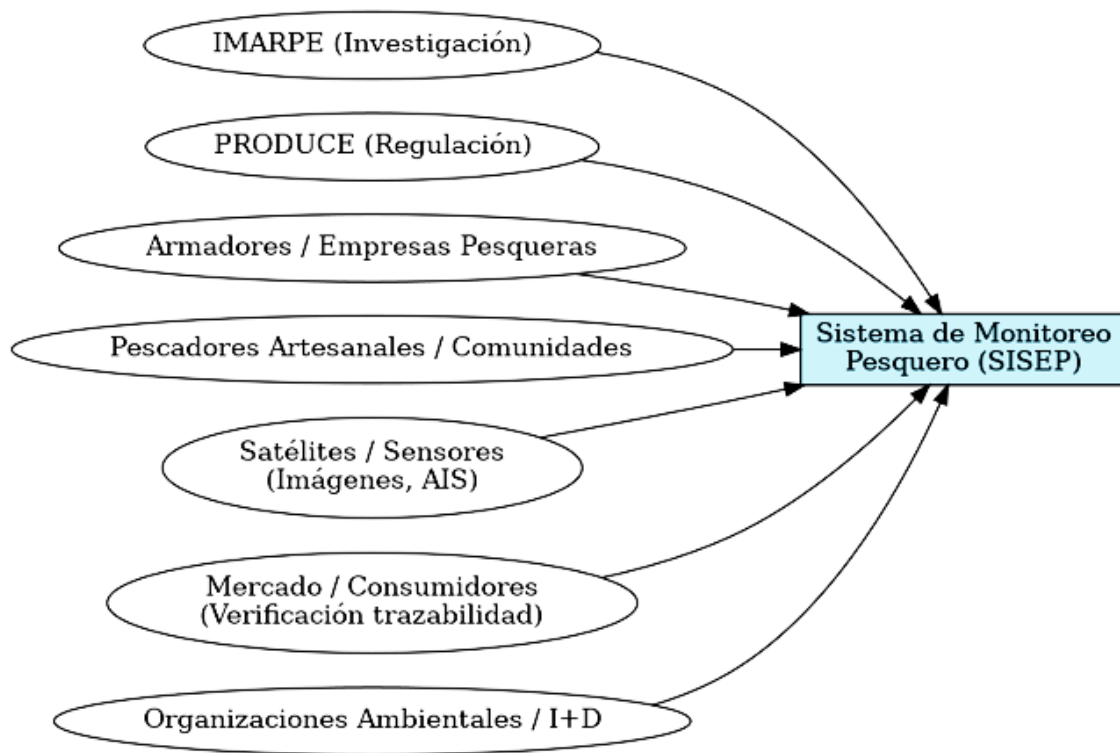 IMARPE (Investigación)
PRODUCE (Regulación)
Armadores / Empresas Pesqueras
Pescadores Artesanales / Comunidades
Satélites / Sensores
(Imágenes, AIS)
Mercado / Consumidores
(Verificación trazabilidad)
Organizaciones Ambientales / I+D
Sistema de Monitoreo
Pesquero (SISEP)